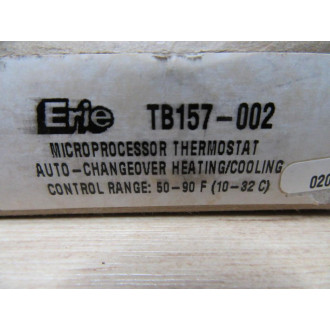 Erie TB157-002
MICROPROCESSOR THERMOSTAT
AUTO-CHANGEOVER HEATING/COOLING
CONTROL RANGE: 50-90 F (10-32 C)
020